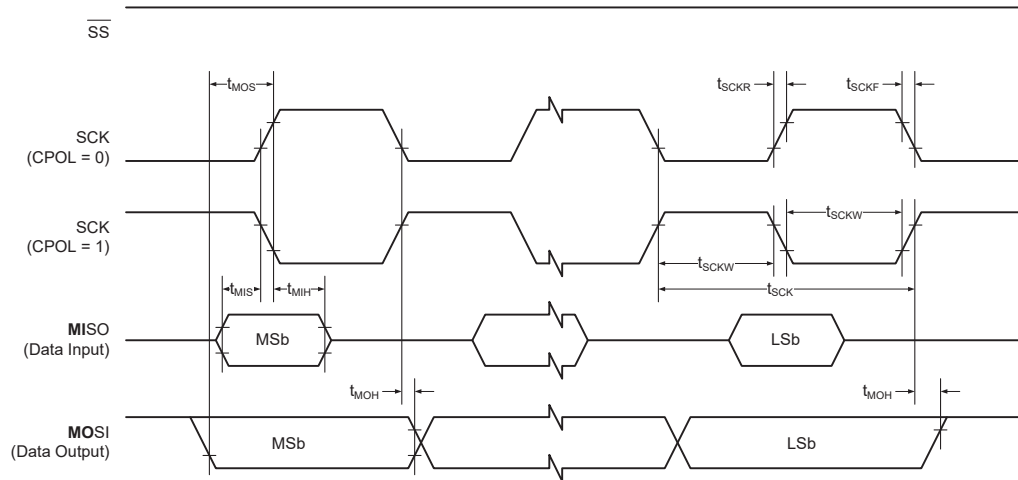 SS
tMOS
tSCKR
tSCKF
SCK
(CPOL = 0)
SCK
(CPOL = 1)
tSCKW
tSCKW
tSCK
tMIS
tMIH
MISO
(Data Input)
MSb
LSb
tMOH
tMOH
MOSI
(Data Output)
MSb
LSb